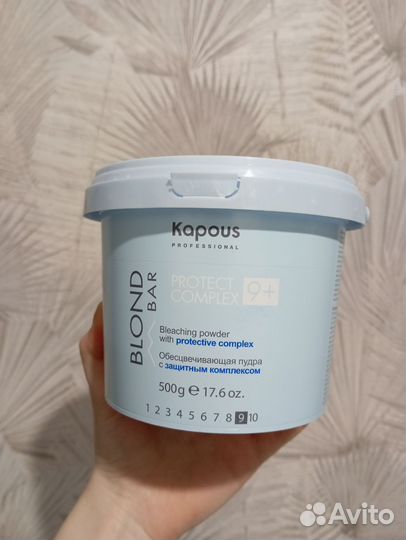 Kapous
PROFESSIONAL
BLOND
BAR
PROTECT
COMPLEX
9+
Bleaching powder
with protective complex
Обесцвечивающая пудра
с защитным комплексом
500g ℮ 17.6 oz.
1 2 3 4 5 6 7 8 9 10
Avito